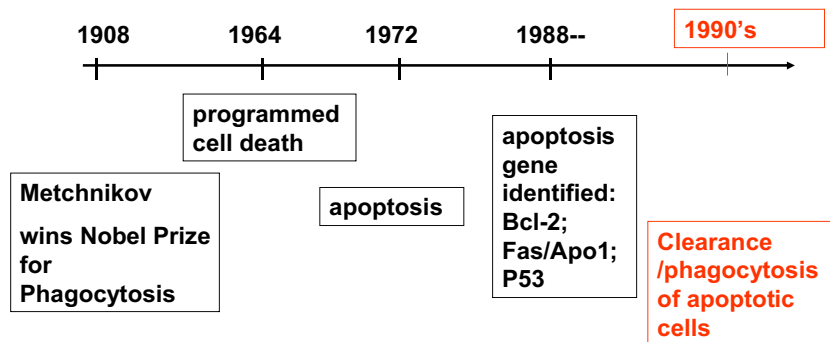 1908
1964
1972
1988--
1990's
programmed
cell death
Metchnikov
wins Nobel Prize
for
Phagocytosis
apoptosis
apoptosis
gene
identified:
Bcl-2;
Fas/Apo1;
P53
Clearance
/phagocytosis
of apoptotic
cells